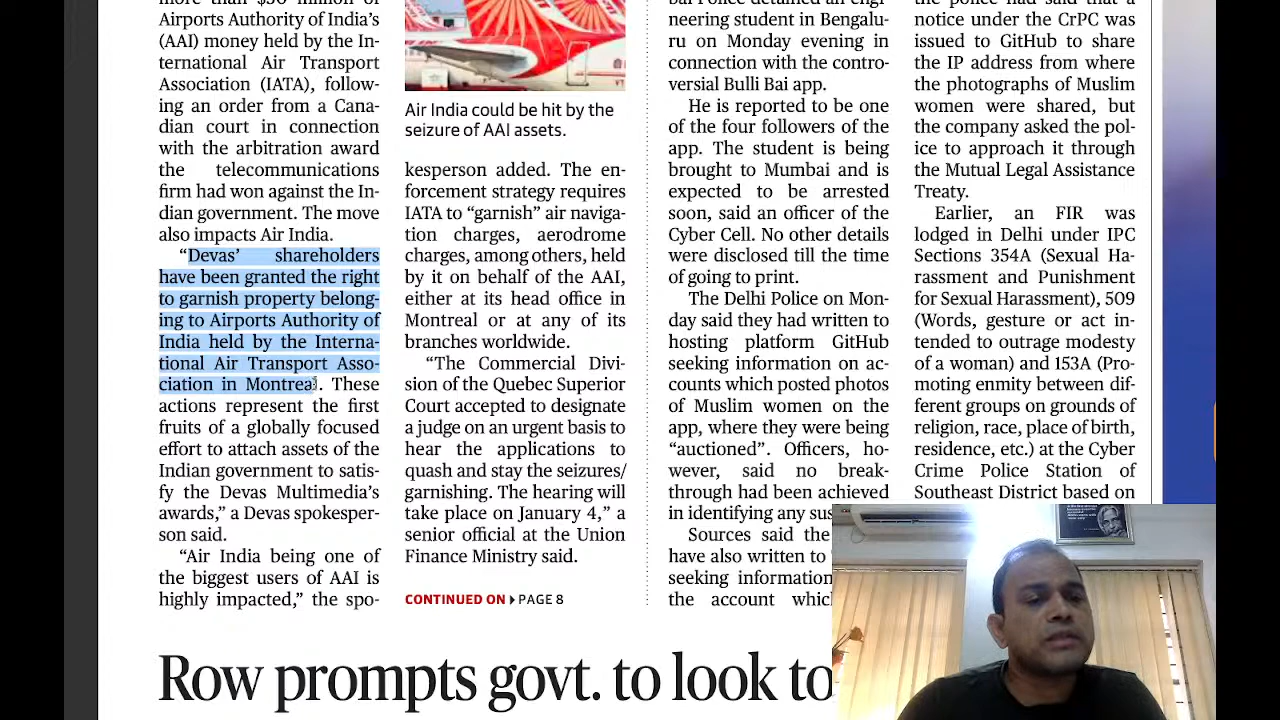 more than $30 million of
Airports Authority of India's
(AAI) money held by the In-
ternational Air Transport
Association (IATA), follow-
ing an order from a Cana-
dian court in connection
with the arbitration award
the telecommunications
firm had won against the In-
dian government. The move
also impacts Air India.
“Devas’ shareholders
have been granted the right
to garnish property belong-
ing to Airports Authority of
India held by the Interna-
tional Air Transport Asso-
ciation in Montreal. These
actions represent the first
fruits of a globally focused
effort to attach assets of the
Indian government to satis-
fy the Devas Multimedia’s
awards,” a Devas spokesper-
son said.
“Air India being one of
the biggest users of AAI is
highly impacted,” the spo-
Air India could be hit by the
seizure of AAI assets.
kesperson added. The en-
forcement strategy requires
IATA to “garnish” air naviga-
tion charges, aerodrome
charges, among others, held
by it on behalf of the AAI,
either at its head office in
Montreal or at any of its
branches worldwide.
“The Commercial Divi-
sion of the Quebec Superior
Court accepted to designate
a judge on an urgent basis to
hear the applications to
quash and stay the seizures/
garnishing. The hearing will
take place on January 4,” a
senior official at the Union
Finance Ministry said.
CONTINUED ON PAGE 8
bai Police detained an engi-
neering student in Bengalu-
ru on Monday evening in
connection with the contro-
versial Bulli Bai app.
He is reported to be one
of the four followers of the
app. The student is being
brought to Mumbai and is
expected to be arrested
soon, said an officer of the
Cyber Cell. No other details
were disclosed till the time
of going to print.
The Delhi Police on Mon-
day said they had written to
hosting platform GitHub
seeking information on ac-
counts which posted photos
of Muslim women on the
app, where they were being
“auctioned”. Officers, ho-
wever, said no break-
through had been achieved
in identifying any sus
Sources said the
have also written to
seeking information
the account whic
the police had said that a
notice under the CrPC was
issued to GitHub to share
the IP address from where
the photographs of Muslim
women were shared, but
the company asked the pol-
ice to approach it through
the Mutual Legal Assistance
Treaty.
Earlier, an FIR was
lodged in Delhi under IPC
Sections 354A (Sexual Ha-
rassment and Punishment
for Sexual Harassment), 509
(Words, gesture or act in-
tended to outrage modesty
of a woman) and 153A (Pro-
moting enmity between dif-
ferent groups on grounds of
religion, race, place of birth,
residence, etc.) at the Cyber
Crime Police Station of
Southeast District based on
Row prompts govt. to look to